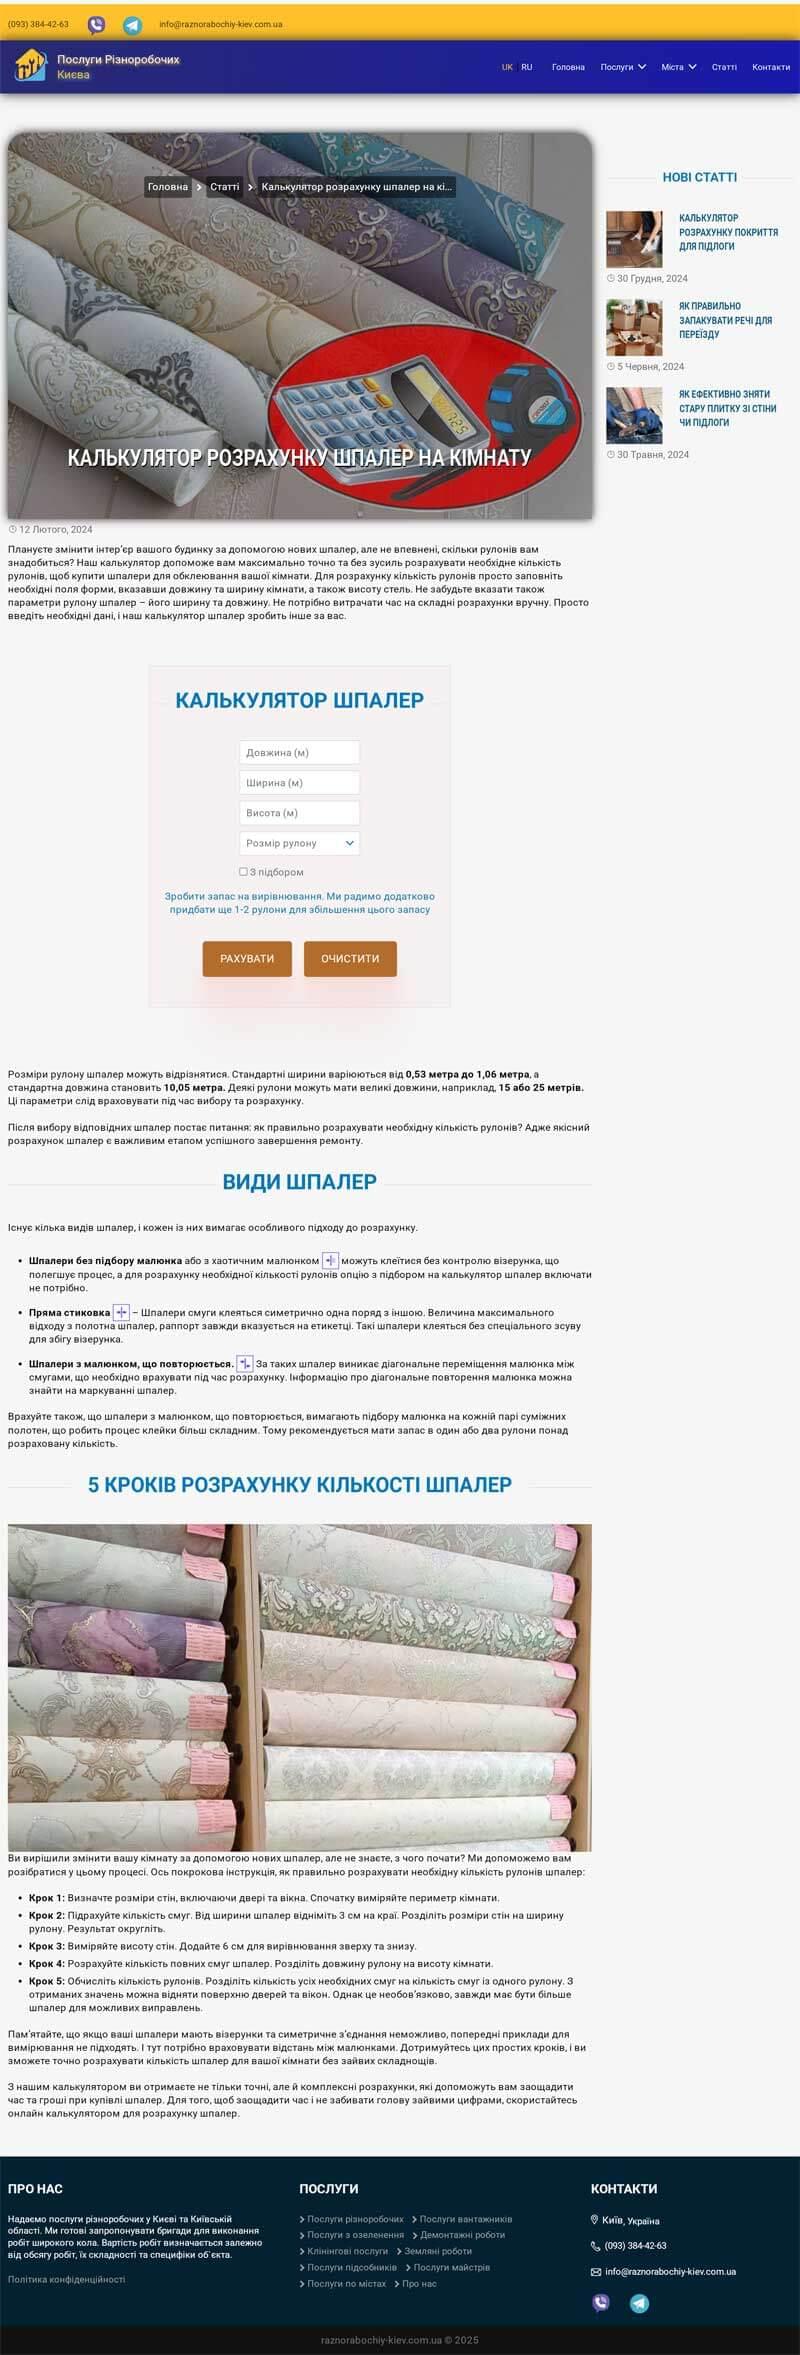 (093) 384-42-63 info@raznorabochiy-kiev.com.ua
Послуги Різноробочих
Києва
UK RU Головна Послуги Міста Статті Контакти
Головна Статті Калькулятор розрахунку шпалер на кі...
КАЛЬКУЛЯТОР РОЗРАХУНКУ ШПАЛЕР НА КІМНАТУ
12 Лютого, 2024
НОВІ СТАТТІ
КАЛЬКУЛЯТОР
РОЗРАХУНКУ ПОКРИТТЯ
ДЛЯ ПІДЛОГИ
30 Грудня, 2024
ЯК ПРАВИЛЬНО
ЗАПАКУВАТИ РЕЧІ ДЛЯ
ПЕРЕЇЗДУ
5 Червня, 2024
ЯК ЕФЕКТИВНО ЗНЯТИ
СТАРУ ПЛИТКУ ЗІ СТІНИ
ЧИ ПІДЛОГИ
30 Травня, 2024
Плануєте змінити інтер’єр вашого будинку за допомогою нових шпалер, але не впевнені, скільки рулонів вам
знадобиться? Наш калькулятор допоможе вам максимально точно та без зусиль розрахувати необхідне кількість
рулонів, щоб купити шпалери для обклеювання вашої кімнати. Для розрахунку кількість рулонів просто заповніть
необхідні поля форми, вказавши довжину та ширину кімнати, а також висоту стель. Не забудьте вказати також
параметри рулону шпалер – його ширину та довжину. Не потрібно витрачати час на складні розрахунки вручну. Просто
введіть необхідні дані, і наш калькулятор шпалер зробить інше за вас.
КАЛЬКУЛЯТОР ШПАЛЕР
Довжина (м)
Ширина (м)
Висота (м)
Розмір рулону
З підбором
Зробити запас на вирівнювання. Ми радимо додатково
придбати ще 1-2 рулони для збільшення цього запасу
РАХУВАТИ ОЧИСТИТИ
Розміри рулону шпалер можуть відрізнятися. Стандартні ширини варіюються від 0,53 метра до 1,06 метра, а
стандартна довжина становить 10,05 метра. Деякі рулони можуть мати великі довжини, наприклад, 15 або 25 метрів.
Ці параметри слід враховувати під час вибору та розрахунку.
Після вибору відповідних шпалер постає питання: як правильно розрахувати необхідну кількість рулонів? Адже якісний
розрахунок шпалер є важливим етапом успішного завершення ремонту.
ВИДИ ШПАЛЕР
Існує кілька видів шпалер, і кожен із них вимагає особливого підходу до розрахунку.
• Шпалери без підбору малюнка або з хаотичним малюнком можуть клеїтися без контролю візерунка, що
полегшує процес, а для розрахунку необхідної кількості рулонів опцію з підбором на калькулятор шпалер включати
не потрібно.
• Пряма стиковка – Шпалери смуги клеяться симетрично одна поряд з іншою. Величина максимального
відходу з полотна шпалер, раппорт завжди вказується на етикетці. Такі шпалери клеяться без спеціального зсуву
для збігу візерунка.
• Шпалери з малюнком, що повторюється. За таких шпалер виникає діагональне переміщення малюнка між
смугами, що необхідно врахувати під час розрахунку. Інформацію про діагональне повторення малюнка можна
знайти на маркуванні шпалер.
Врахуйте також, що шпалери з малюнком, що повторюється, вимагають підбору малюнка на кожній парі суміжних
полотен, що робить процес клейки більш складним. Тому рекомендується мати запас в один або два рулони понад
розраховану кількість.
5 КРОКІВ РОЗРАХУНКУ КІЛЬКОСТІ ШПАЛЕР
Ви вирішили змінити вашу кімнату за допомогою нових шпалер, але не знаєте, з чого почати? Ми допоможемо вам
розібратися у цьому процесі. Ось покрокова інструкція, як правильно розрахувати необхідну кількість рулонів шпалер:
• Крок 1: Визначте розміри стін, включаючи двері та вікна. Спочатку виміряйте периметр кімнати.
• Крок 2: Підрахуйте кількість смуг. Від ширини шпалер відніміть 3 см на краї. Розділіть розміри стін на ширину
рулону. Результат округліть.
• Крок 3: Виміряйте висоту стін. Додайте 6 см для вирівнювання зверху та знизу.
• Крок 4: Розрахуйте кількість повних смуг шпалер. Розділіть довжину рулону на висоту кімнати.
• Крок 5: Обчисліть кількість рулонів. Розділіть кількість усіх необхідних смуг на кількість смуг із одного рулону. З
отриманих значень можна відняти поверхню дверей та вікон. Однак це необов’язково, завжди має бути більше
шпалер для можливих виправлень.
Пам’ятайте, що якщо ваші шпалери мають візерунки та симетричне з’єднання неможливо, попередні приклади для
вимірювання не підходять. І тут потрібно враховувати відстань між малюнками. Дотримуйтесь цих простих кроків, і ви
зможете точно розрахувати кількість шпалер для вашої кімнати без зайвих складнощів.
З нашим калькулятором ви отримаєте не тільки точні, але й комплексні розрахунки, які допоможуть вам заощадити
час та гроші при купівлі шпалер. Для того, щоб заощадити час і не забивати голову зайвими цифрами, скористайтесь
онлайн калькулятором для розрахунку шпалер.
ПРО НАС
Надаємо послуги різноробочих у Києві та Київській
області. Ми готові запропонувати бригади для виконання
робіт широкого кола. Вартість робіт визначається залежно
від обсягу робіт, їх складності та специфіки об`єкта.
Політика конфіденційності
ПОСЛУГИ
Послуги різноробочих Послуги вантажників
Послуги з озеленення Демонтажні роботи
Клінінгові послуги Земляні роботи
Послуги підсобників Послуги майстрів
Послуги по містах Про нас
КОНТАКТИ
Київ, Україна
(093) 384-42-63
info@raznorabochiy-kiev.com.ua
raznorabochiy-kiev.com.ua © 2025